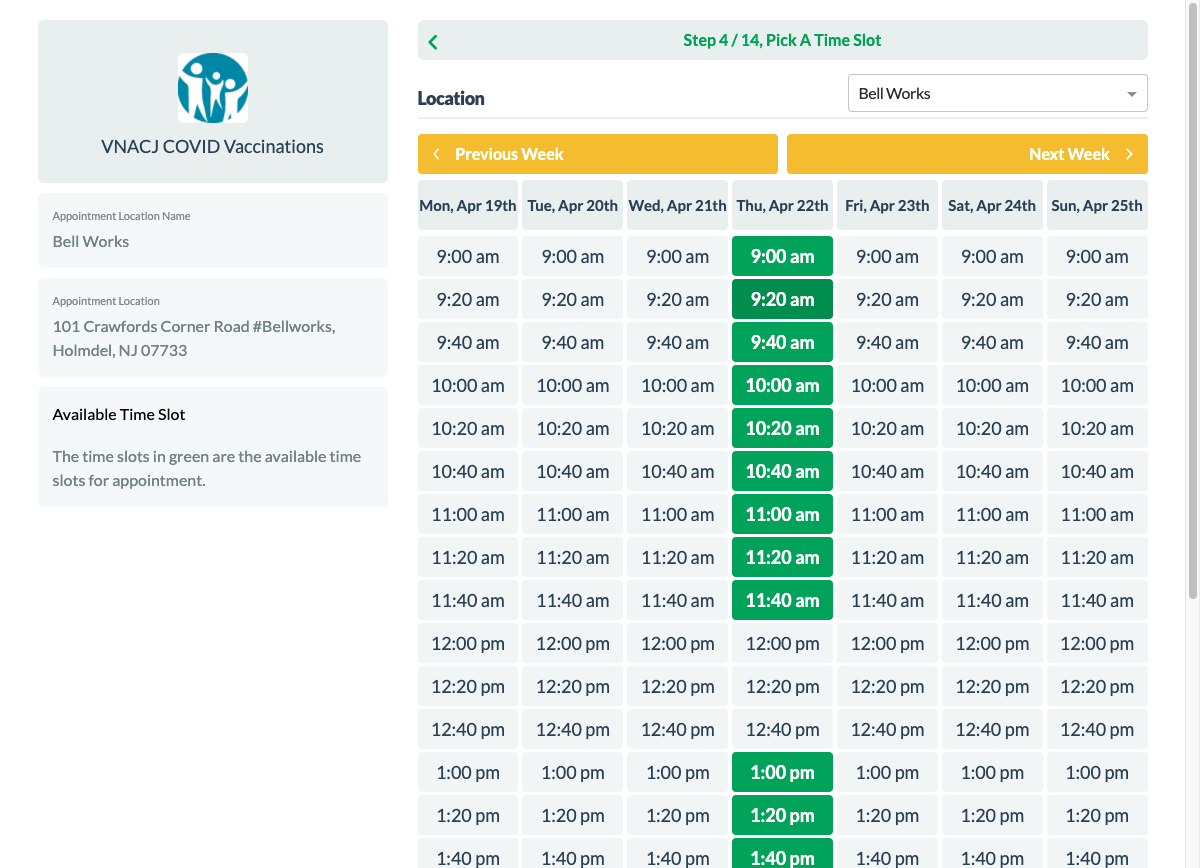 VNACJ COVID Vaccinations
Appointment Location Name
Bell Works
Appointment Location
101 Crawfords Corner Road #Bellworks,
Holmdel, NJ 07733
Available Time Slot
The time slots in green are the available time
slots for appointment.
Step 4 / 14, Pick A Time Slot
Location
Bell Works
Previous Week
Next Week
Mon, Apr 19th Tue, Apr 20th Wed, Apr 21th Thu, Apr 22th Fri, Apr 23th Sat, Apr 24th Sun, Apr 25th
9:00 am 9:00 am 9:00 am 9:00 am 9:00 am 9:00 am 9:00 am
9:20 am 9:20 am 9:20 am 9:20 am 9:20 am 9:20 am 9:20 am
9:40 am 9:40 am 9:40 am 9:40 am 9:40 am 9:40 am 9:40 am
10:00 am 10:00 am 10:00 am 10:00 am 10:00 am 10:00 am 10:00 am
10:20 am 10:20 am 10:20 am 10:20 am 10:20 am 10:20 am 10:20 am
10:40 am 10:40 am 10:40 am 10:40 am 10:40 am 10:40 am 10:40 am
11:00 am 11:00 am 11:00 am 11:00 am 11:00 am 11:00 am 11:00 am
11:20 am 11:20 am 11:20 am 11:20 am 11:20 am 11:20 am 11:20 am
11:40 am 11:40 am 11:40 am 11:40 am 11:40 am 11:40 am 11:40 am
12:00 pm 12:00 pm 12:00 pm 12:00 pm 12:00 pm 12:00 pm 12:00 pm
12:20 pm 12:20 pm 12:20 pm 12:20 pm 12:20 pm 12:20 pm 12:20 pm
12:40 pm 12:40 pm 12:40 pm 12:40 pm 12:40 pm 12:40 pm 12:40 pm
1:00 pm 1:00 pm 1:00 pm 1:00 pm 1:00 pm 1:00 pm 1:00 pm
1:20 pm 1:20 pm 1:20 pm 1:20 pm 1:20 pm 1:20 pm 1:20 pm
1:40 pm 1:40 pm 1:40 pm 1:40 pm 1:40 pm 1:40 pm 1:40 pm